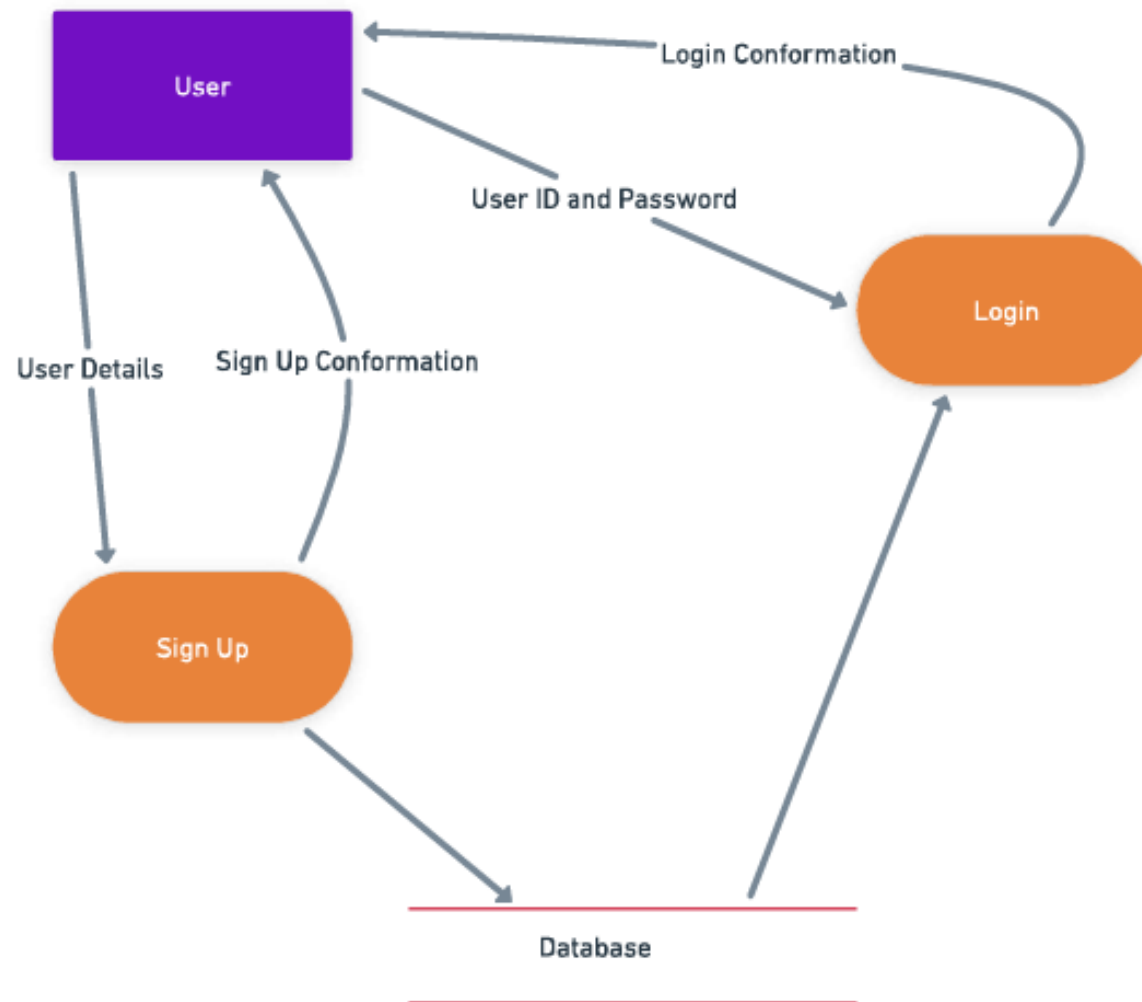 User
Login Conformation
User ID and Password
Login
User Details
Sign Up Conformation
Sign Up
Database